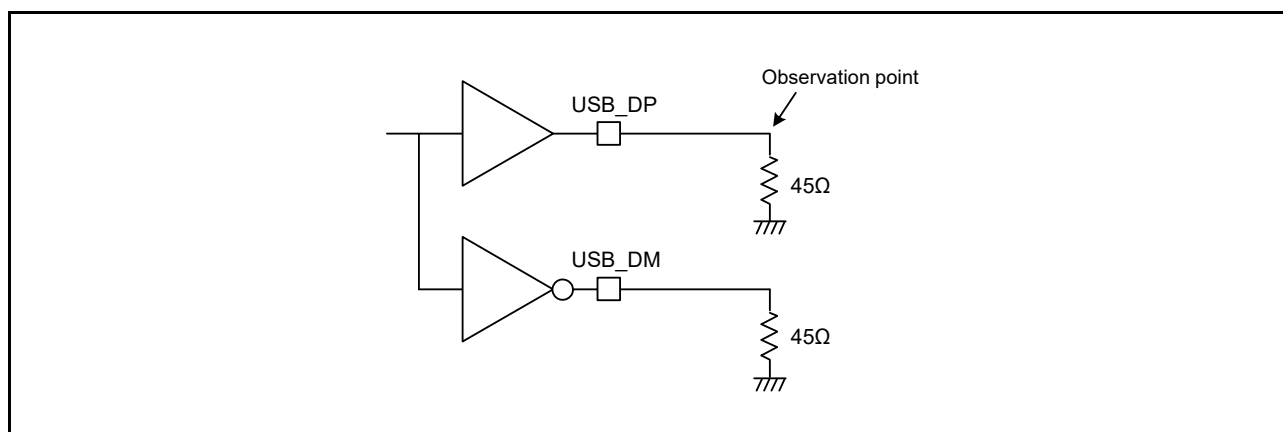 Observation point
USB_DP
45Ω
USB_DM
45Ω